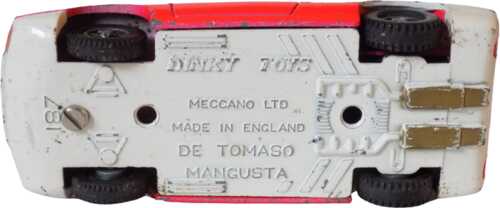 DINKY TOYS
MECCANO LTD
MADE IN ENGLAND
DE TOMASO
MANGUSTA
187